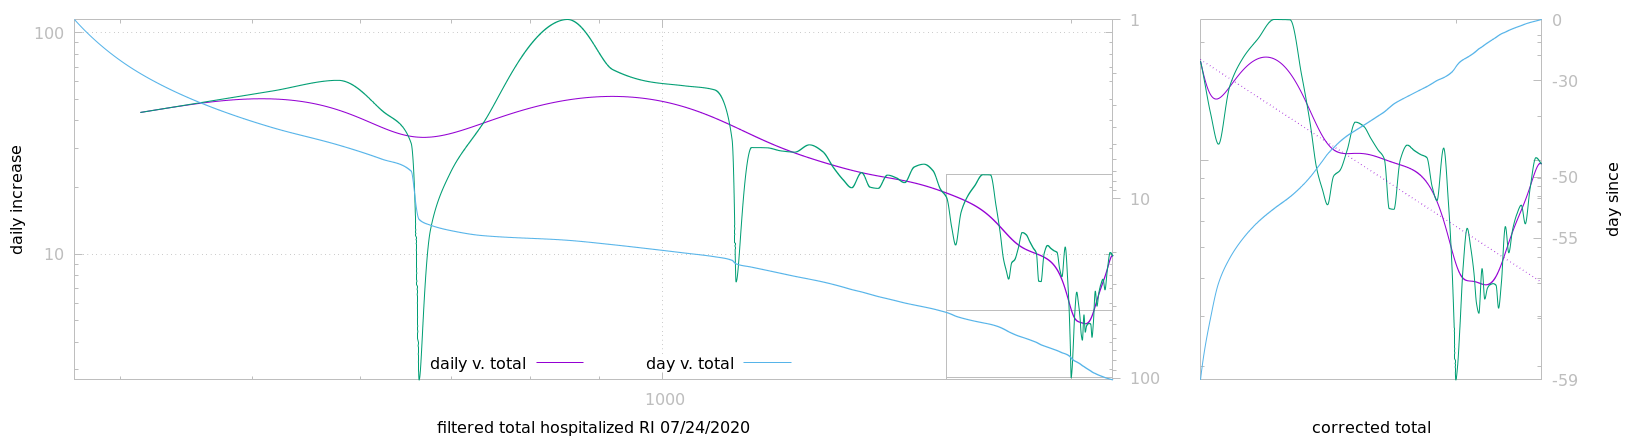 100
10
daily increase
daily v. total
day v. total
1000
filtered total hospitalized RI 07/24/2020
1
10
100
0
-30
-50
-55
-59
day since
corrected total